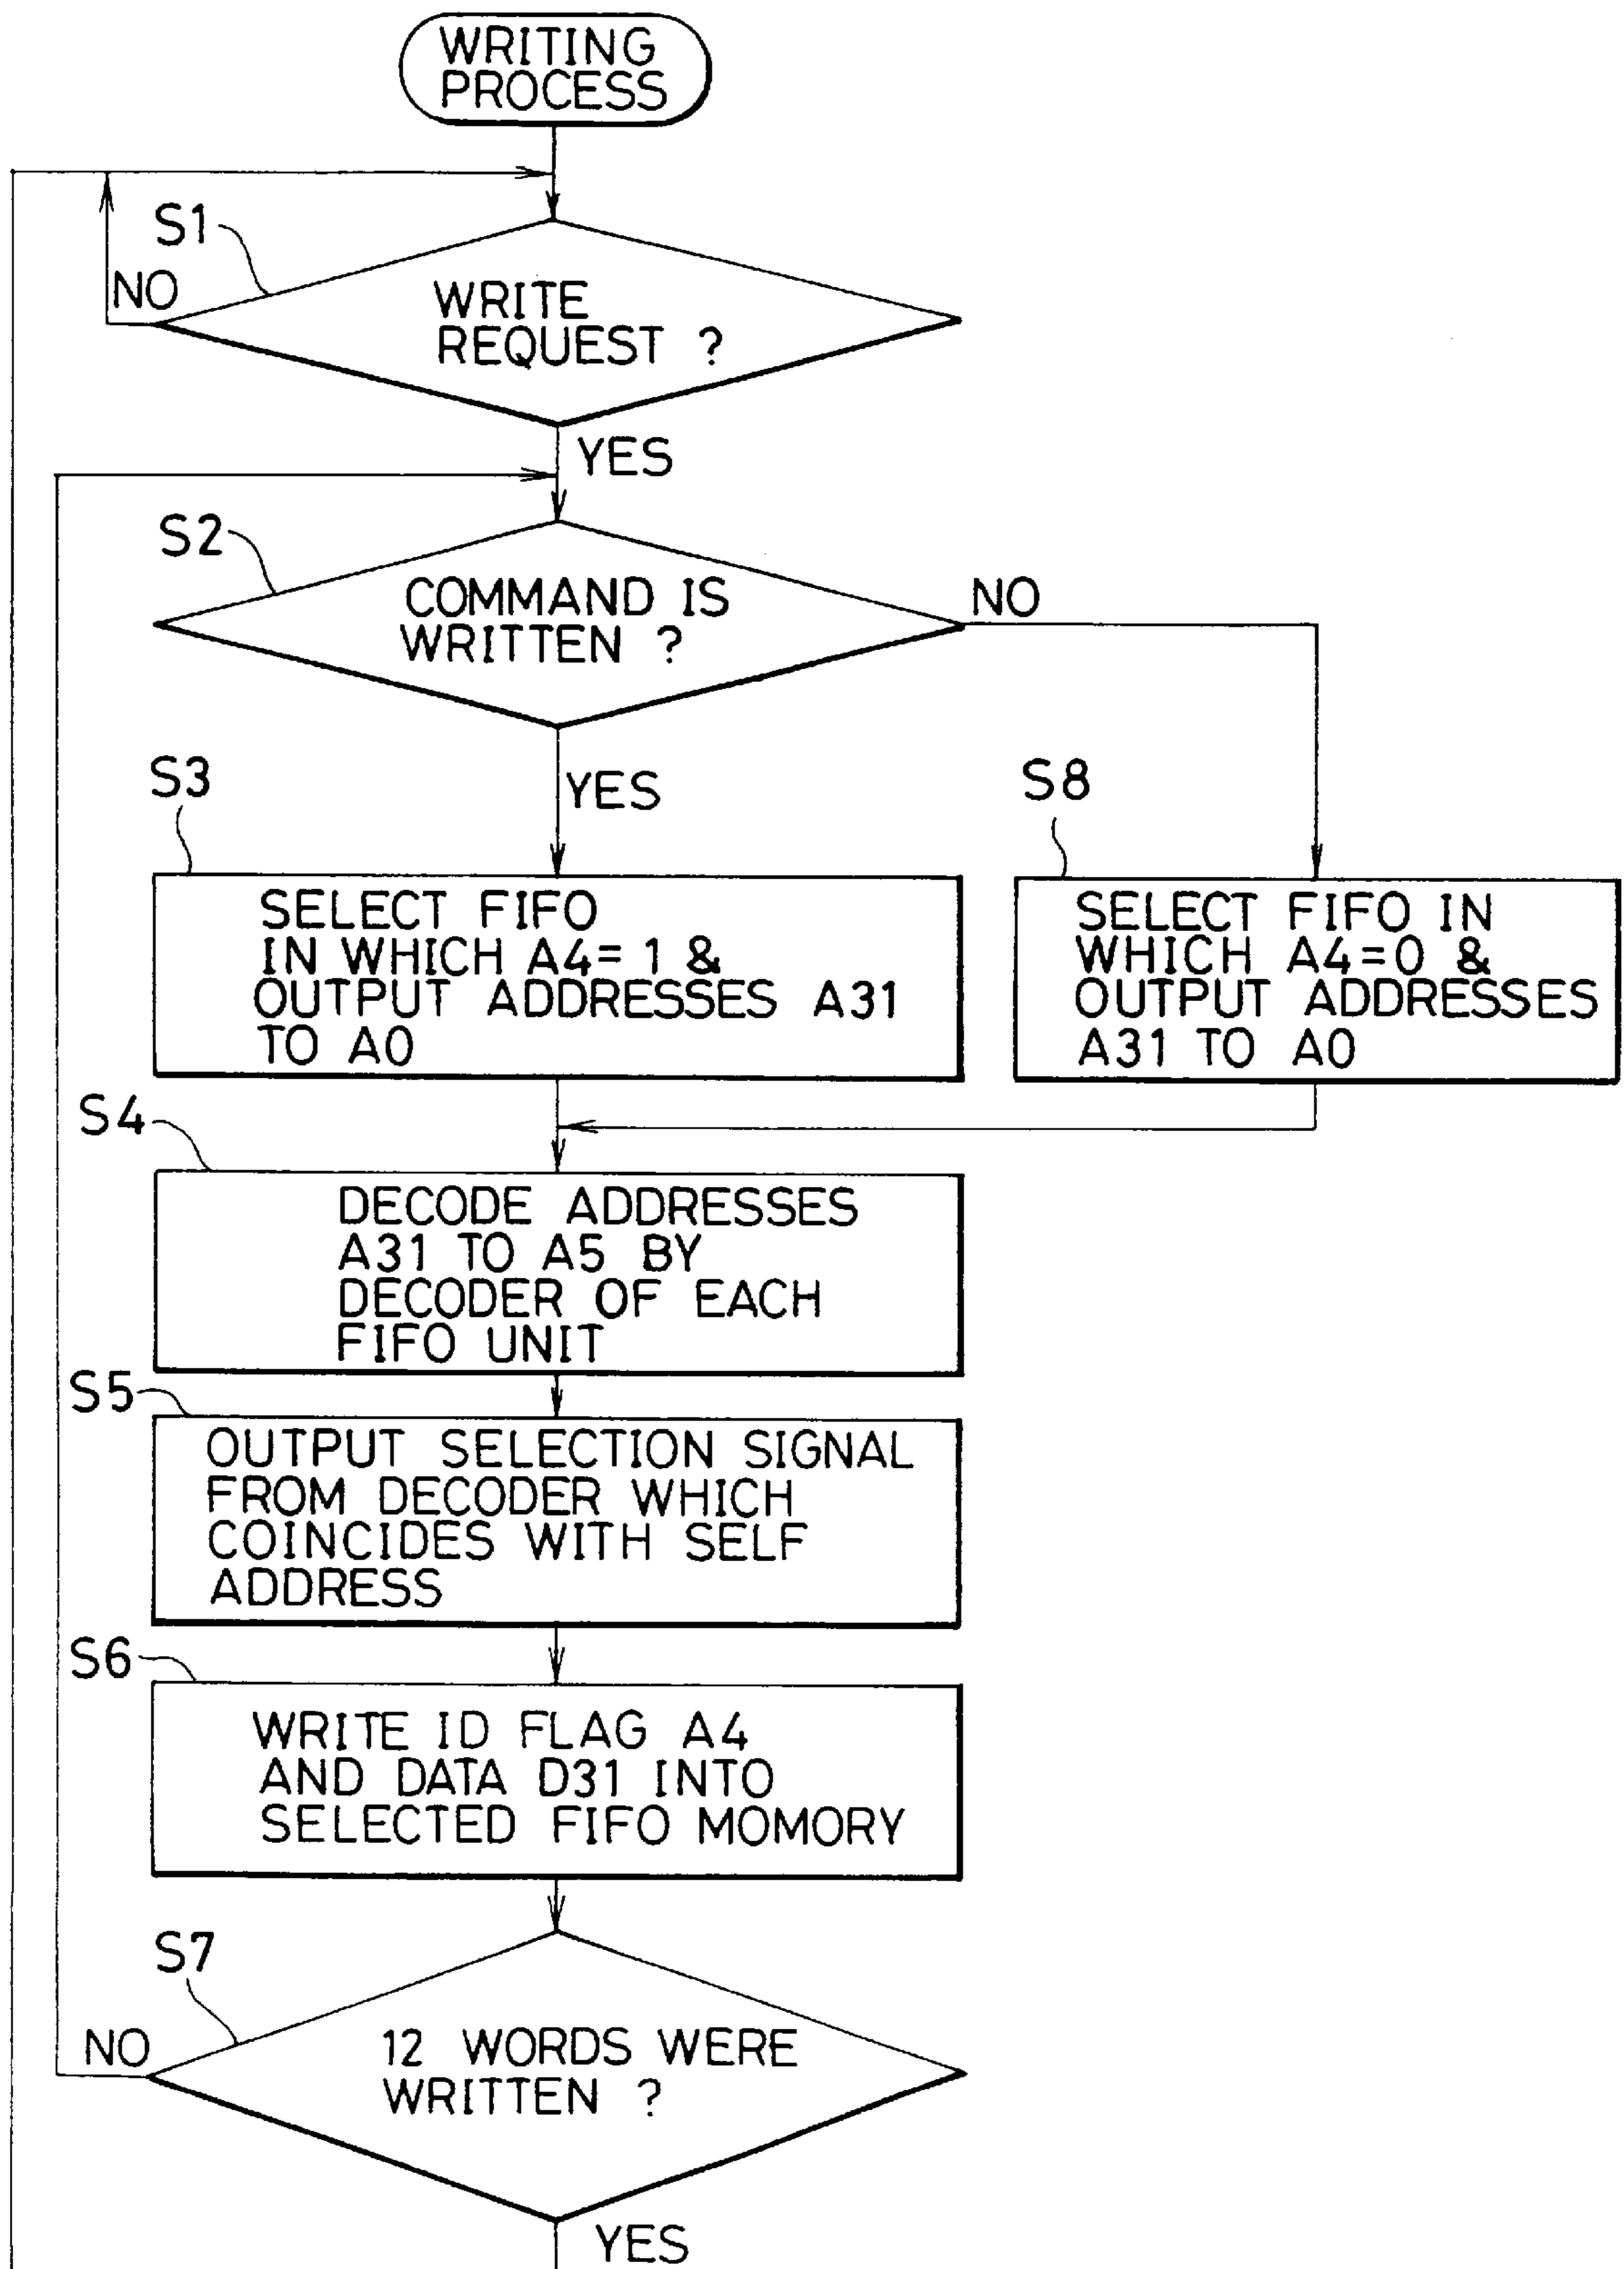 WRITING
PROCESS
S1
NO
WRITE
REQUEST ?
YES
S2
COMMAND IS
WRITTEN ?
NO
YES
S3
SELECT FIFO
IN WHICH A4= 1 &
OUTPUT ADDRESSES A31
TO A0
S8
SELECT FIFO IN
WHICH A4=0 &
OUTPUT ADDRESSES
A31 TO A0
S4
DECODE ADDRESSES
A31 TO A5 BY
DECODER OF EACH
FIFO UNIT
S5
OUTPUT SELECTION SIGNAL
FROM DECODER WHICH
COINCIDES WITH SELF
ADDRESS
S6
WRITE ID FLAG A4
AND DATA D31 INTO
SELECTED FIFO MOMORY
S7
NO
12 WORDS WERE
WRITTEN ?
YES